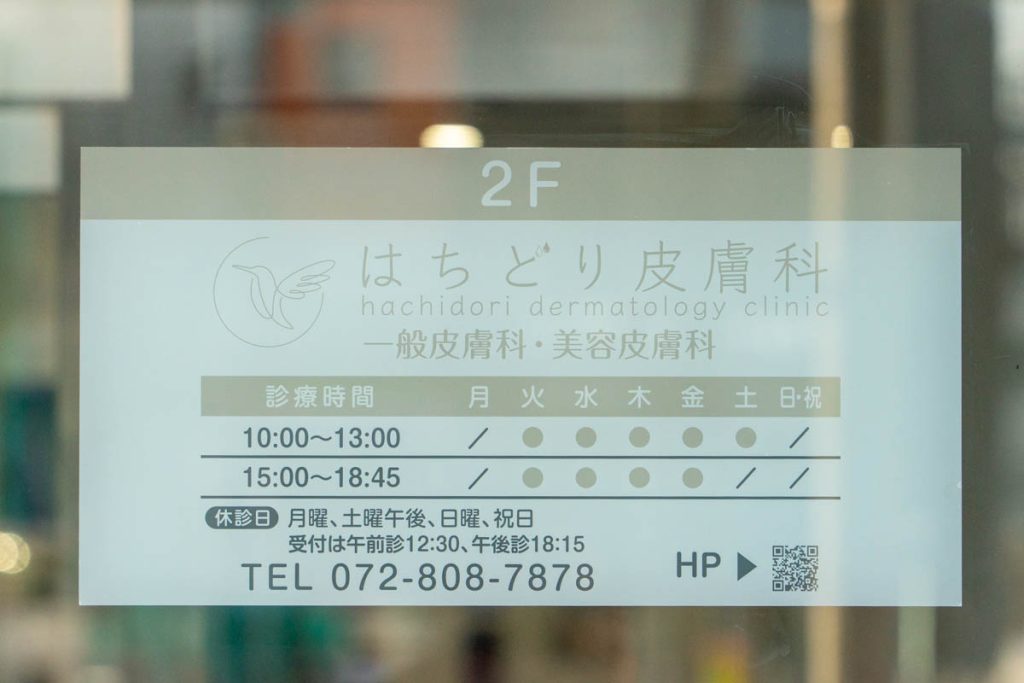 2F
はちどり皮膚科
hachidori dermatology clinic
一般皮膚科・美容皮膚科
診療時間 月 火 水 木 金 土 日・祝
10:00～13:00 ／ ● ● ● ● ● ／
15:00～18:45 ／ ● ● ● ● ／ ／
休診日 月曜、土曜午後、日曜、祝日
受付は午前診12:30、午後診18:15
TEL 072-808-7878
HP ▶